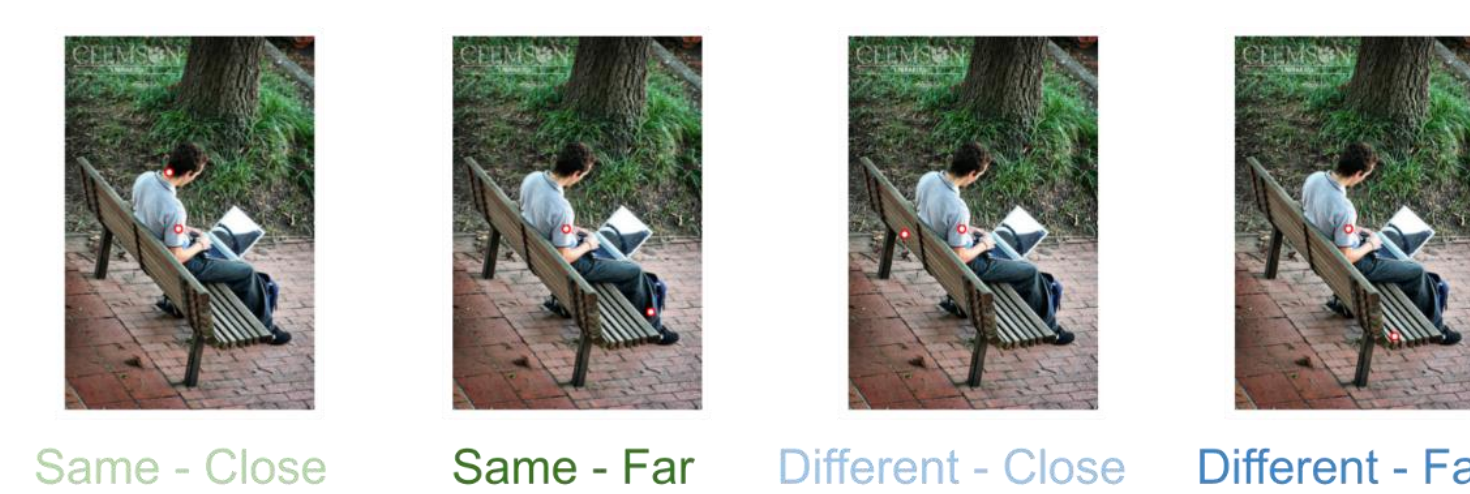 CLEMSON CLEMSON CLEMSON CLEMSON
Same - Close Same - Far Different - Close Different - Fa